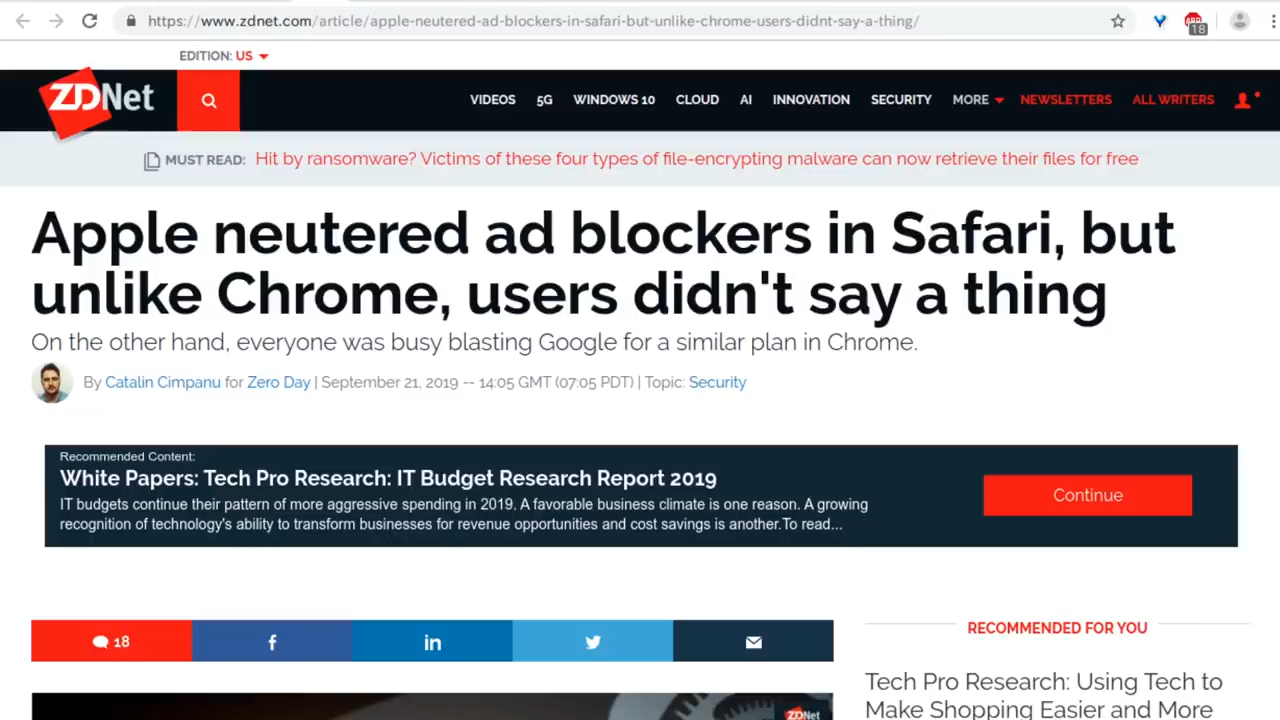 https://www.zdnet.com/article/apple-neutered-ad-blockers-in-safari-but-unlike-chrome-users-didnt-say-a-thing/
18
EDITION: US
ZDNet
VIDEOS 5G WINDOWS 10 CLOUD AI INNOVATION SECURITY MORE NEWSLETTERS ALL WRITERS
MUST READ: Hit by ransomware? Victims of these four types of file-encrypting malware can now retrieve their files for free
Apple neutered ad blockers in Safari, but
unlike Chrome, users didn't say a thing
On the other hand, everyone was busy blasting Google for a similar plan in Chrome.
By Catalin Cimpanu for Zero Day | September 21, 2019 -- 14:05 GMT (07:05 PDT) | Topic: Security
Recommended Content:
White Papers: Tech Pro Research: IT Budget Research Report 2019
IT budgets continue their pattern of more aggressive spending in 2019. A favorable business climate is one reason. A growing
recognition of technology's ability to transform businesses for revenue opportunities and cost savings is another.To read...
Continue
18
f
in
RECOMMENDED FOR YOU
Tech Pro Research: Using Tech to
Make Shopping Easier and More
ZDNet